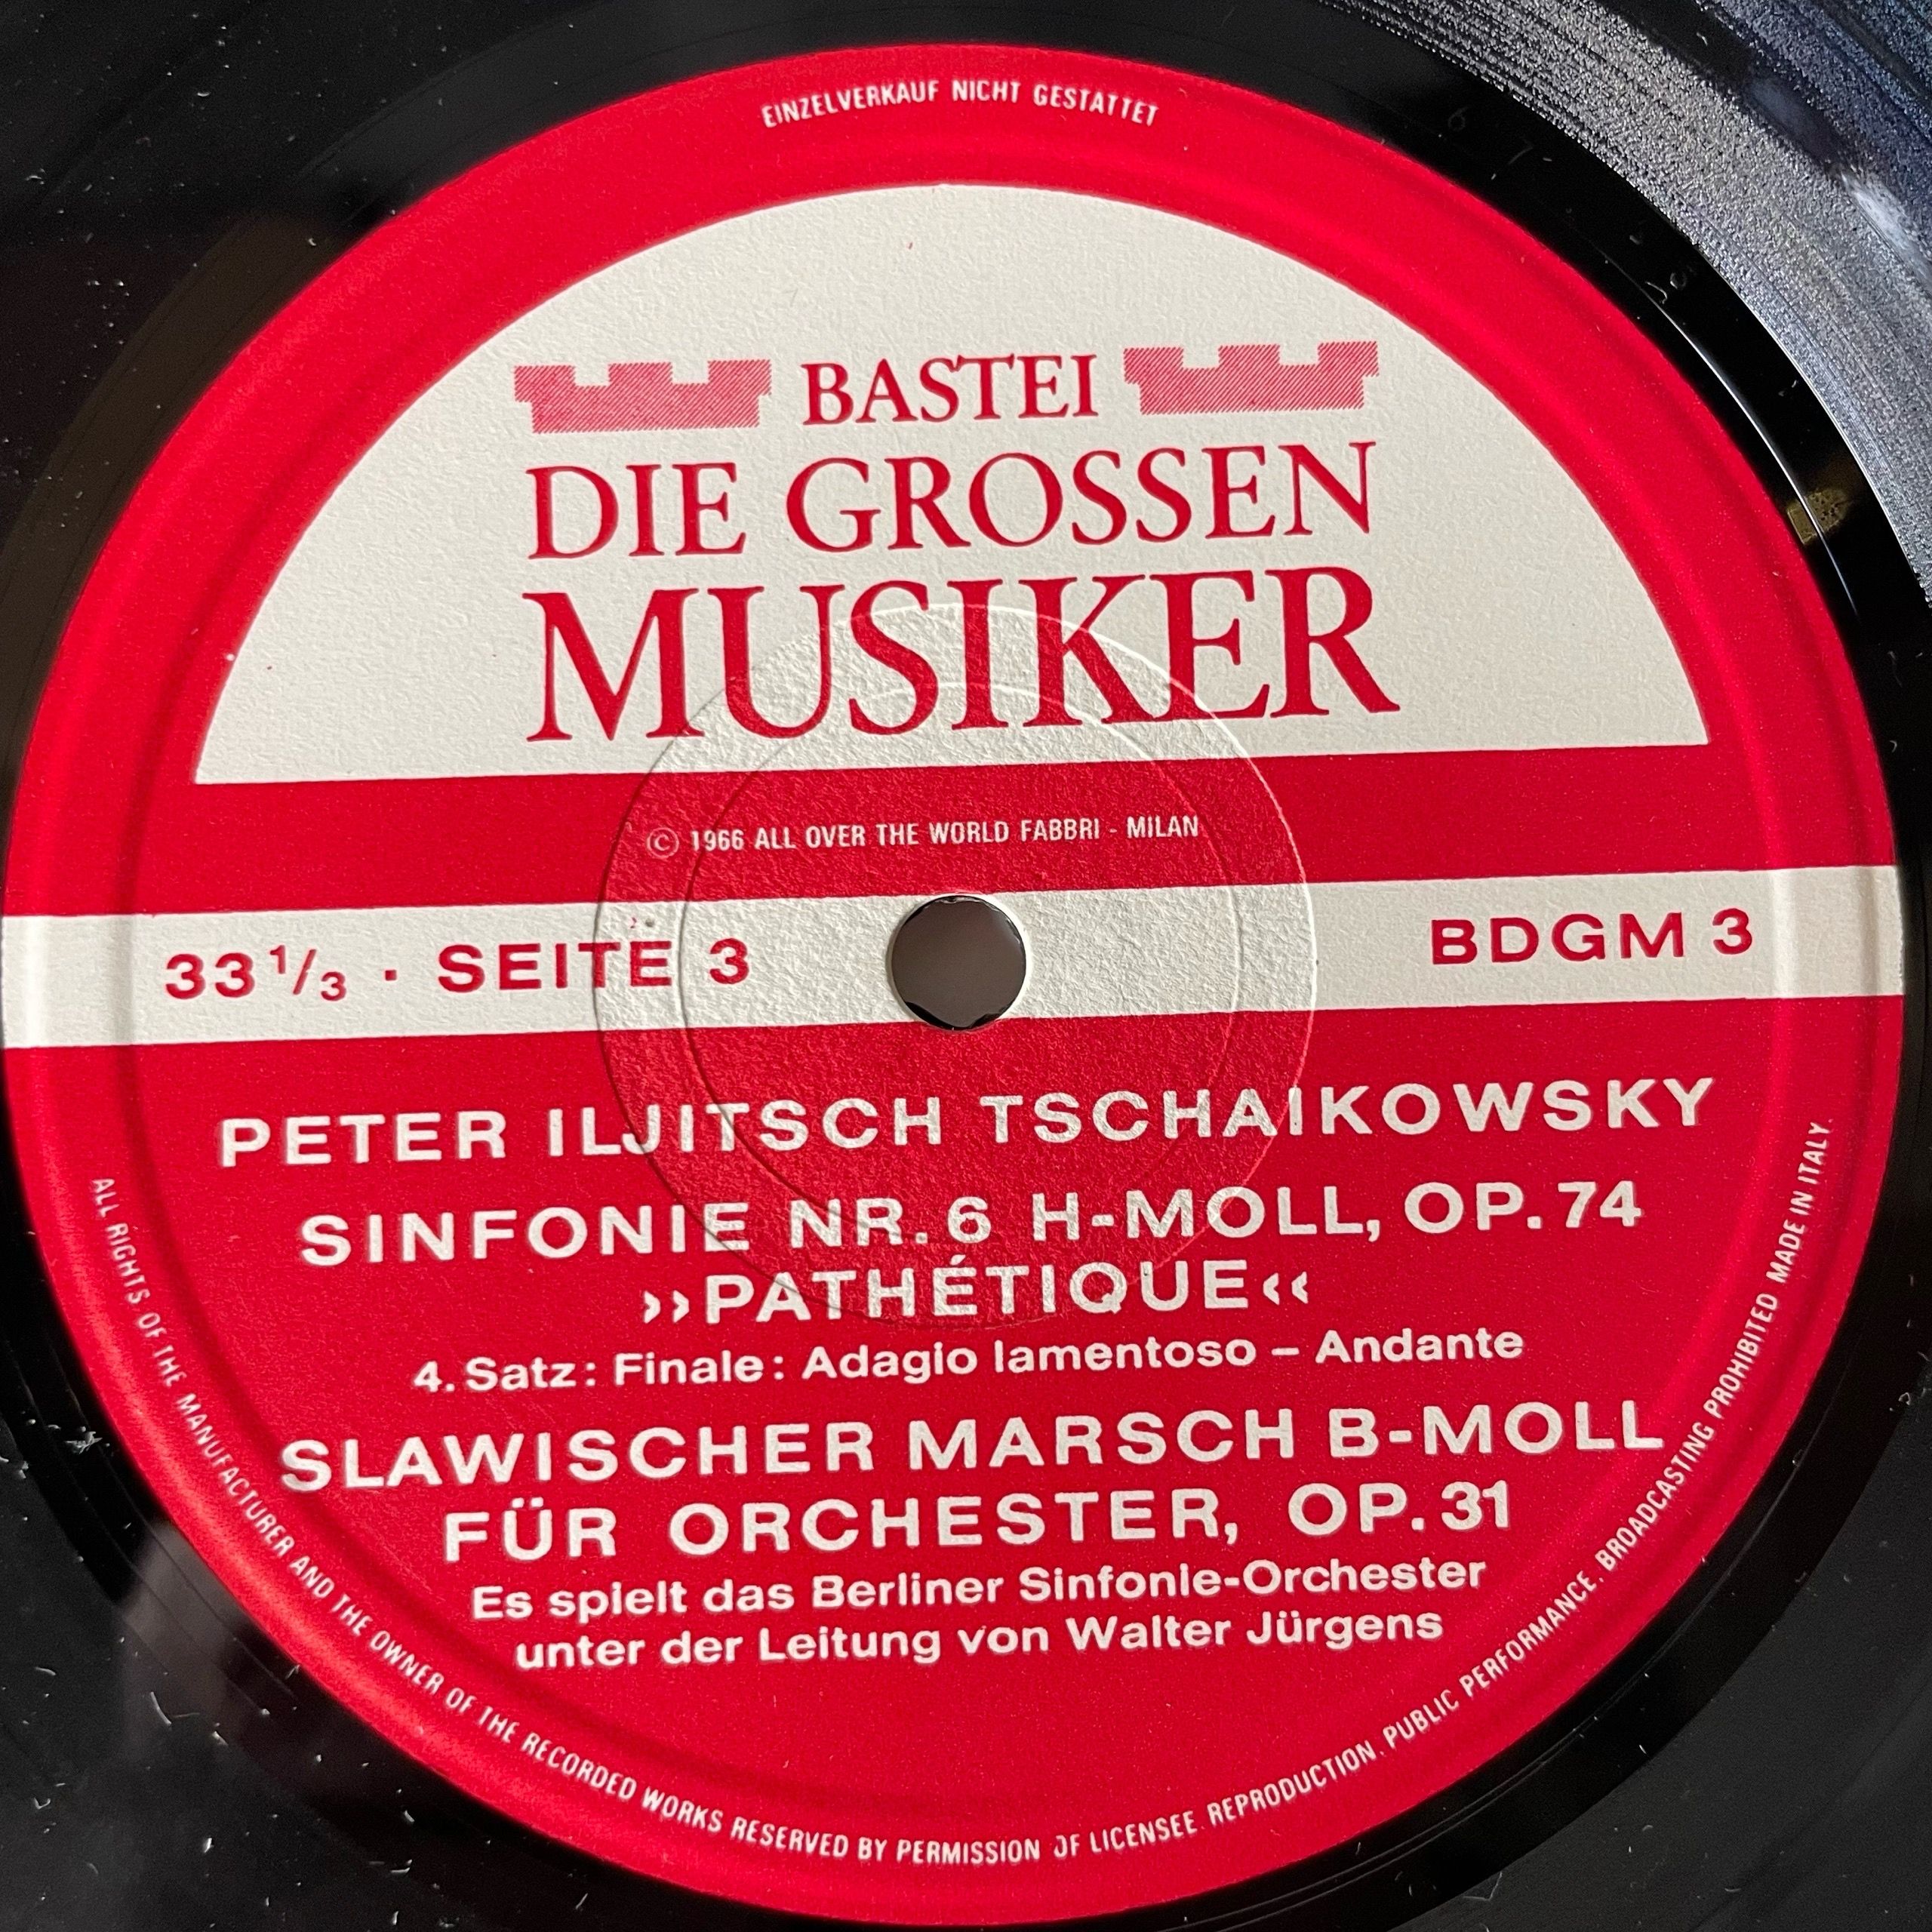 EINZELVERKAUF NICHT GESTATTET
BASTEI
DIE GROSSEN
MUSIKER
© 1966 ALL OVER THE WORLD FABBRI - MILAN
33 1/3 · SEITE 3
BDGM 3
PETER ILJITSCH TSCHAIKOWSKY
SINFONIE NR. 6 H-MOLL, OP. 74
››PATHÉTIQUE‹‹
4. Satz: Finale: Adagio lamentoso – Andante
SLAWISCHER MARSCH B-MOLL
FÜR ORCHESTER, OP. 31
Es spielt das Berliner Sinfonie-Orchester
unter der Leitung von Walter Jürgens
ALL RIGHTS OF THE MANUFACTURER AND THE OWNER OF THE RECORDED WORKS RESERVED BY PERMISSION OF LICENSEE. REPRODUCTION. PUBLIC PERFORMANCE. BROADCASTING PROHIBITED MADE IN ITALY.